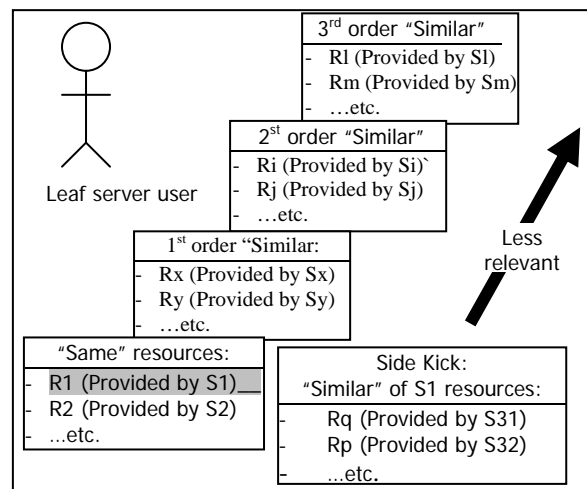 3rd order “Similar”
- Rl (Provided by Sl)
- Rm (Provided by Sm)
- …etc.
2st order “Similar”
- Ri (Provided by Si)`
- Rj (Provided by Sj)
- …etc.
Leaf server user
1st order “Similar:
- Rx (Provided by Sx)
- Ry (Provided by Sy)
- …etc.
Less
relevant
“Same” resources:
- R1 (Provided by S1)__
- R2 (Provided by S2)
- …etc.
Side Kick:
“Similar” of S1 resources:
- Rq (Provided by S31)
- Rp (Provided by S32)
- …etc.